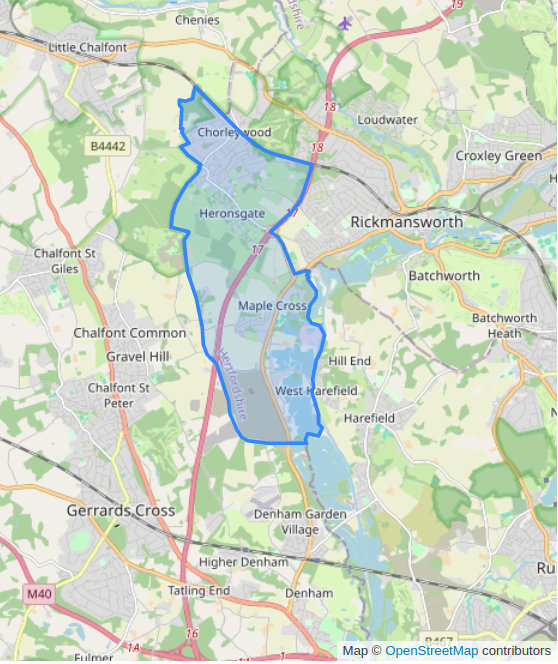 Chenies
19
Little Chalfont
18
Loudwater
Chorleywood
B4442
18
Croxley Green
Heronsgate
17
Rickmansworth
17
Chalfont St
Giles
Batchworth
Maple Cross
Batchworth
Heath
Chalfont Common
Gravel Hill
Hill End
Hertfordshire
Chalfont St
Peter
West Harefield
Harefield
Gerrards Cross
Denham Garden
Village
Higher Denham
Ru
M40
Tatling End
Denham
16
B467
1A
1A
1
Fulmer
Map © OpenStreetMap contributors